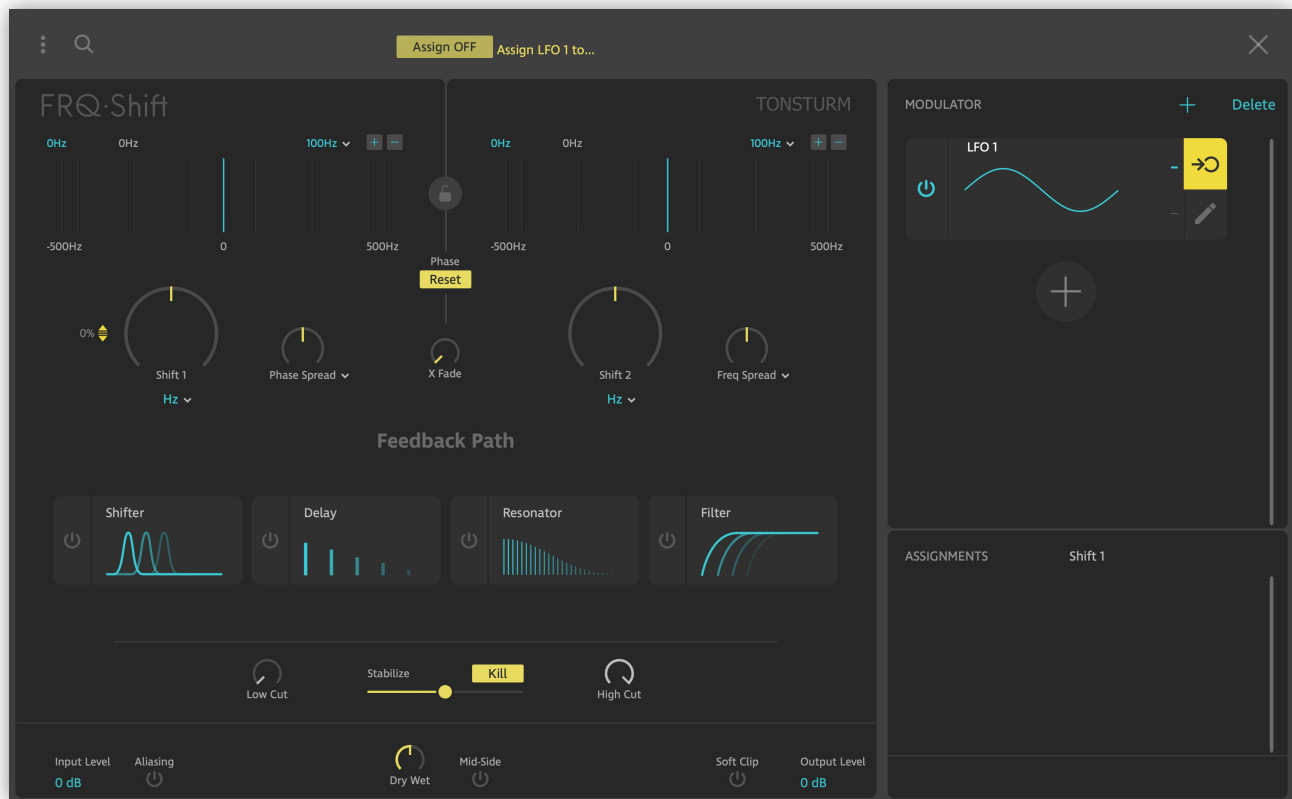 Assign OFF Assign LFO 1 to...
FRQ·Shift
TONSTURM
0Hz 0Hz 100Hz + −
0Hz 0Hz 100Hz + −
-500Hz 0 500Hz
-500Hz 0 500Hz
Phase
Reset
0%
Shift 1
Hz
Phase Spread
X Fade
Shift 2
Hz
Freq Spread
Feedback Path
Shifter
Delay
Resonator
Filter
Low Cut
Stabilize
Kill
High Cut
Input Level
0 dB
Aliasing
Dry Wet
Mid-Side
Soft Clip
Output Level
0 dB
MODULATOR + Delete
LFO 1
ASSIGNMENTS Shift 1